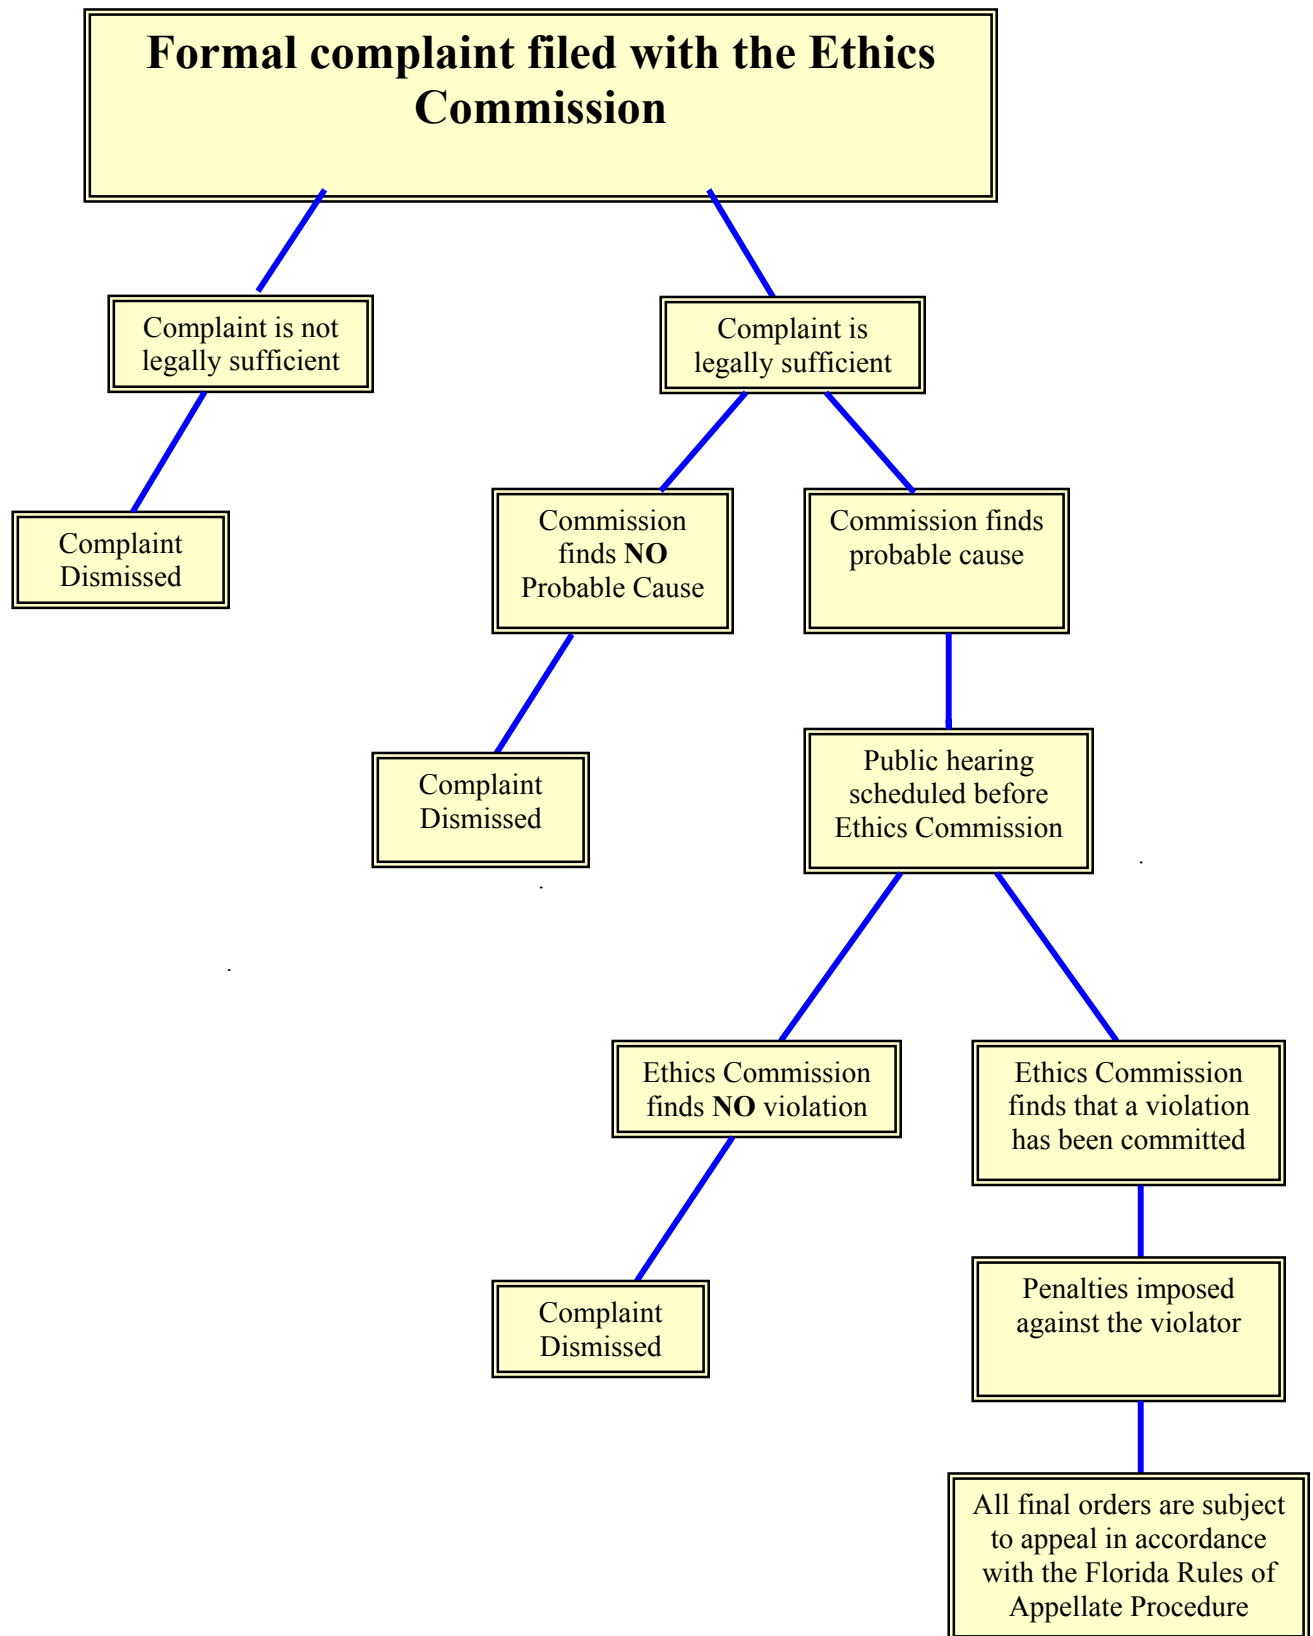 Formal complaint filed with the Ethics
Commission
Complaint is not
legally sufficient
Complaint is
legally sufficient
Complaint
Dismissed
Commission
finds NO
Probable Cause
Commission finds
probable cause
Complaint
Dismissed
Public hearing
scheduled before
Ethics Commission
Ethics Commission
finds NO violation
Ethics Commission
finds that a violation
has been committed
Complaint
Dismissed
Penalties imposed
against the violator
All final orders are subject
to appeal in accordance
with the Florida Rules of
Appellate Procedure